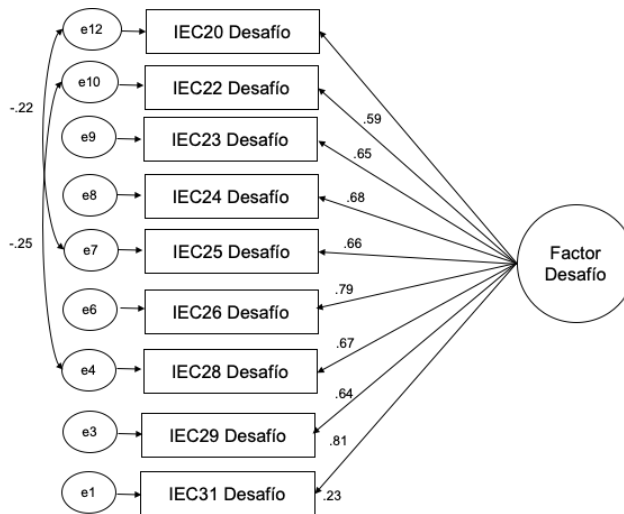 e12
IEC20 Desafío
e10
IEC22 Desafío
-.22
.59
e9
IEC23 Desafío
.65
e8
IEC24 Desafío
.68
-.25
e7
IEC25 Desafío
.66
Factor
Desafío
e6
IEC26 Desafío
.79
e4
IEC28 Desafío
.67
.64
e3
IEC29 Desafío
.81
e1
IEC31 Desafío
.23